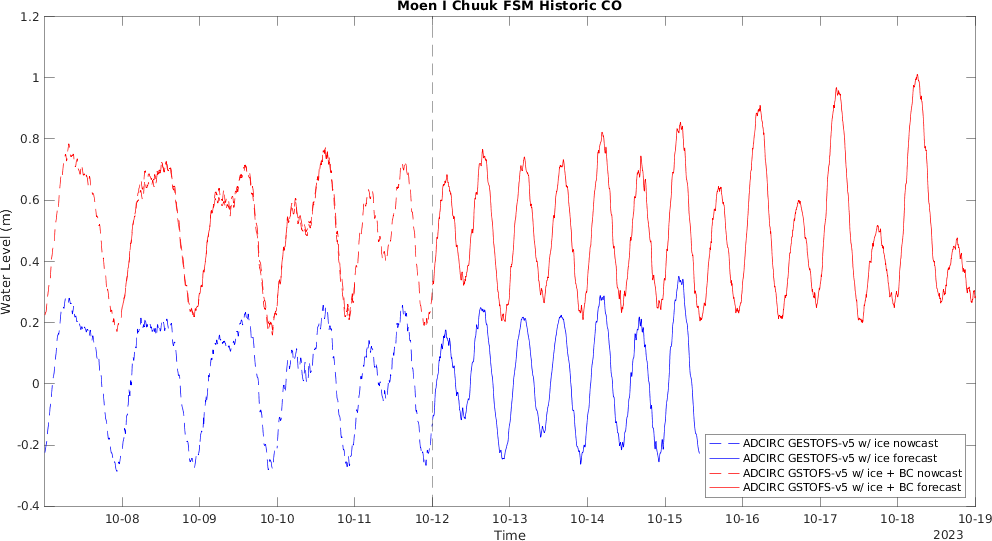 Moen I Chuuk FSM Historic CO
1.2
1
0.8
0.6
0.4
0.2
0
-0.2
-0.4
Water Level (m)
ADCIRC GESTOFS-v5 w/ ice nowcast
ADCIRC GESTOFS-v5 w/ ice forecast
ADCIRC GSTOFS-v5 w/ ice + BC nowcast
ADCIRC GSTOFS-v5 w/ ice + BC forecast
10-08 10-09 10-10 10-11 10-12 10-13 10-14 10-15 10-16 10-17 10-18 10-19
Time
2023